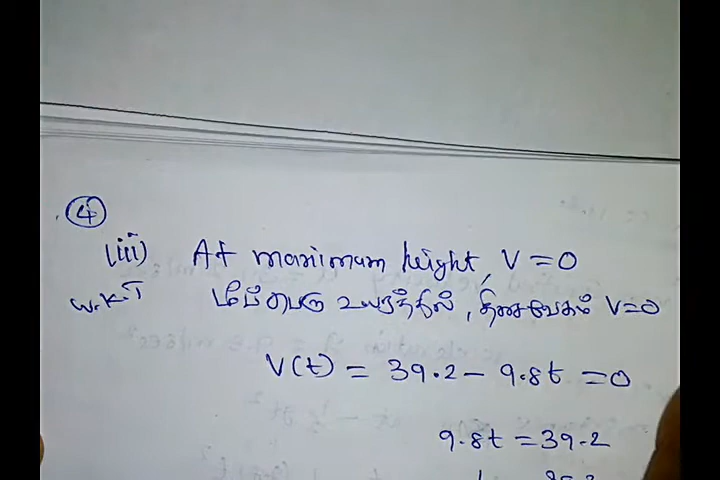 ④
(iii) At maximum height, V = 0
W.K.T மீப்பெரு உயரத்தில், திசைவேகம் V=0
V(t) = 39.2 - 9.8t = 0
9.8t = 39.2